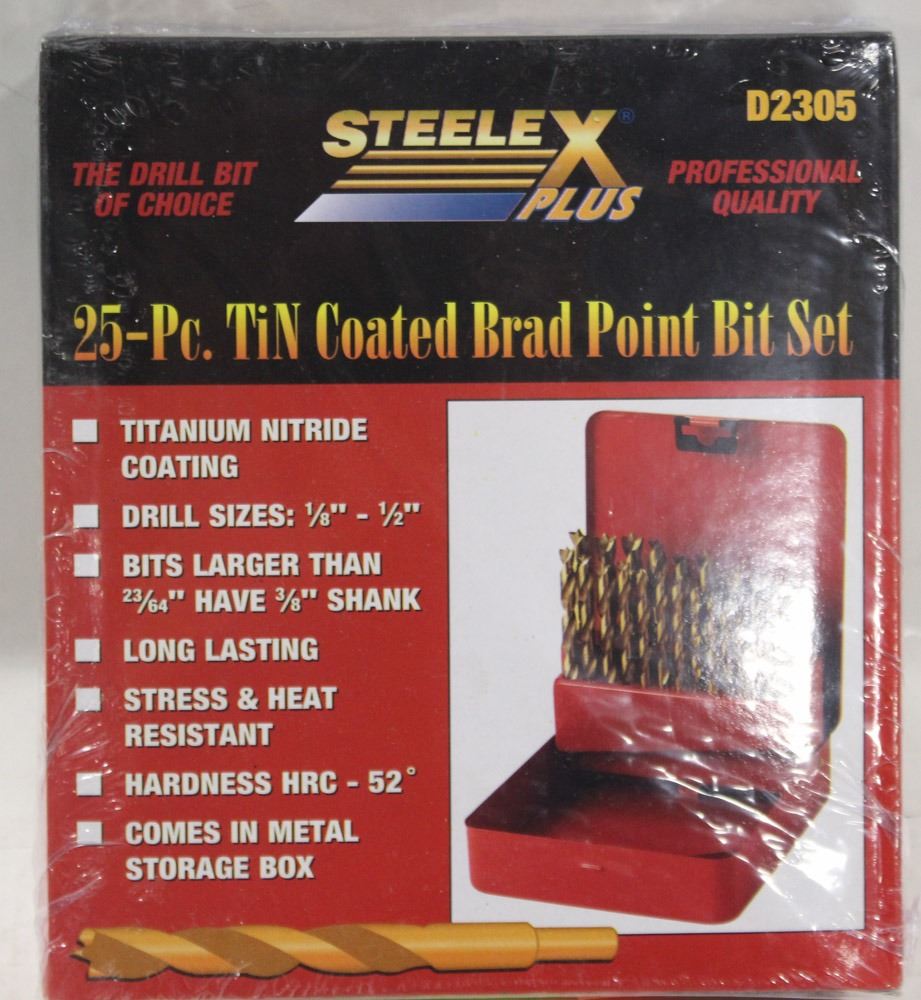 D2305
STEELEX®
PLUS
THE DRILL BIT
OF CHOICE
PROFESSIONAL
QUALITY
25-Pc. TiN Coated Brad Point Bit Set
TITANIUM NITRIDE
COATING
DRILL SIZES: ⅛" - ½"
BITS LARGER THAN
23/64" HAVE ⅜" SHANK
LONG LASTING
STRESS & HEAT
RESISTANT
HARDNESS HRC - 52°
COMES IN METAL
STORAGE BOX